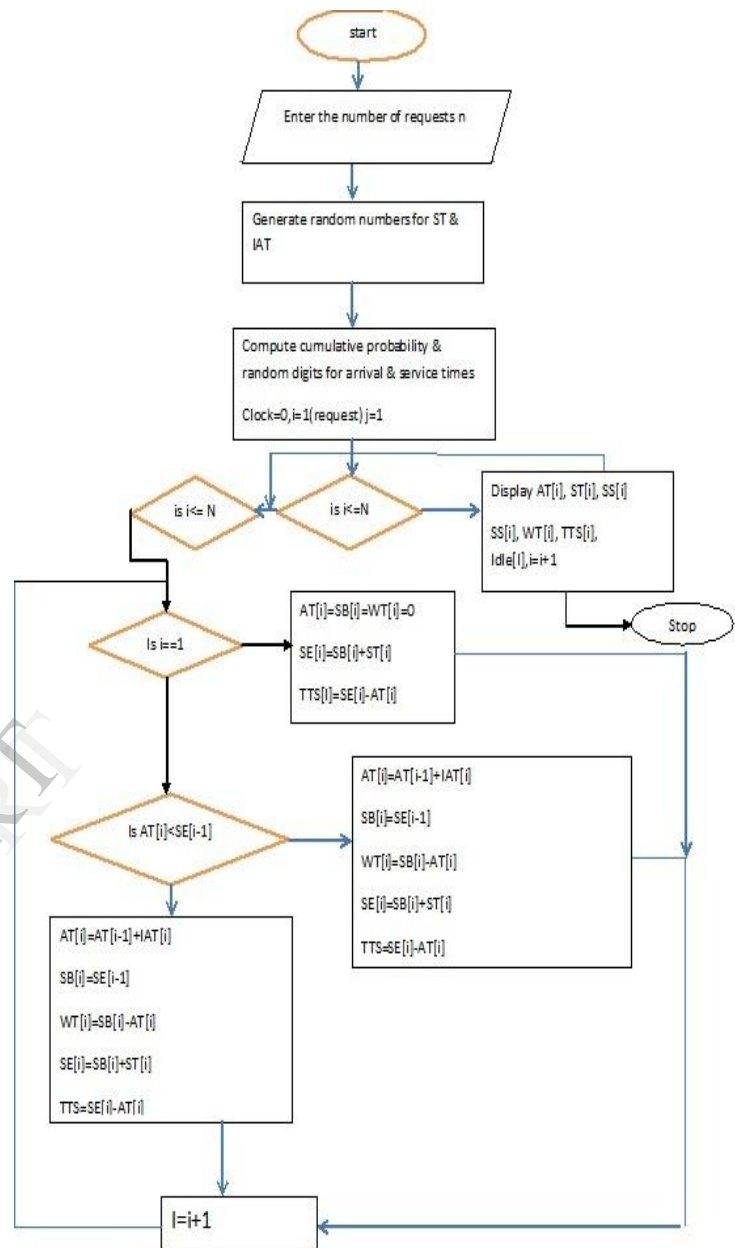 start
Enter the number of requests n
Generate random numbers for ST &
IAT
Compute cumulative probability &
random digits for arrival & service times
Clock=0,i=1(request) j=1
is i<= N
is i<=N
Display AT[i], ST[i], SS[i]
SS[i], WT[i], TTS[i],
Idle[I],i=i+1
Stop
Is i==1
AT[i]=SB[i]=WT[i]=0
SE[i]=SB[i]+ST[i]
TTS[I]=SE[i]-AT[i]
Is AT[i]<SE[i-1]
AT[i]=AT[i-1]+IAT[i]
SB[i]=SE[i-1]
WT[i]=SB[i]-AT[i]
SE[i]=SB[i]+ST[i]
TTS=SE[i]-AT[i]
AT[i]=AT[i-1]+IAT[i]
SB[i]=SE[i-1]
WT[i]=SB[i]-AT[i]
SE[i]=SB[i]+ST[i]
TTS=SE[i]-AT[i]
I=i+1